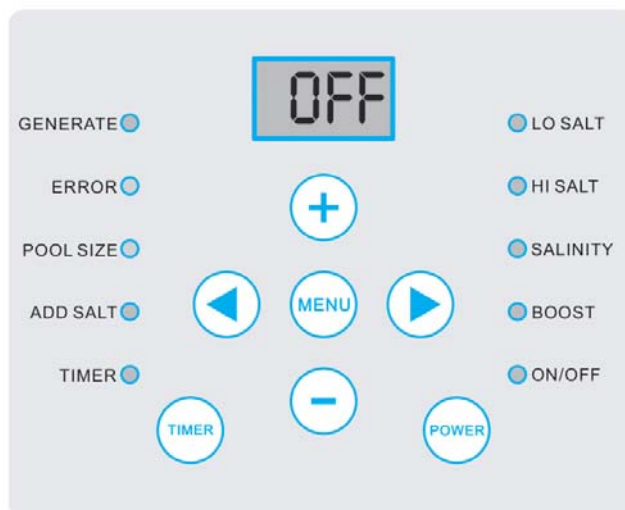 OFF
GENERATE
LO SALT
ERROR
HI SALT
+
POOL SIZE
SALINITY
MENU
ADD SALT
BOOST
TIMER
ON/OFF
-
TIMER
POWER